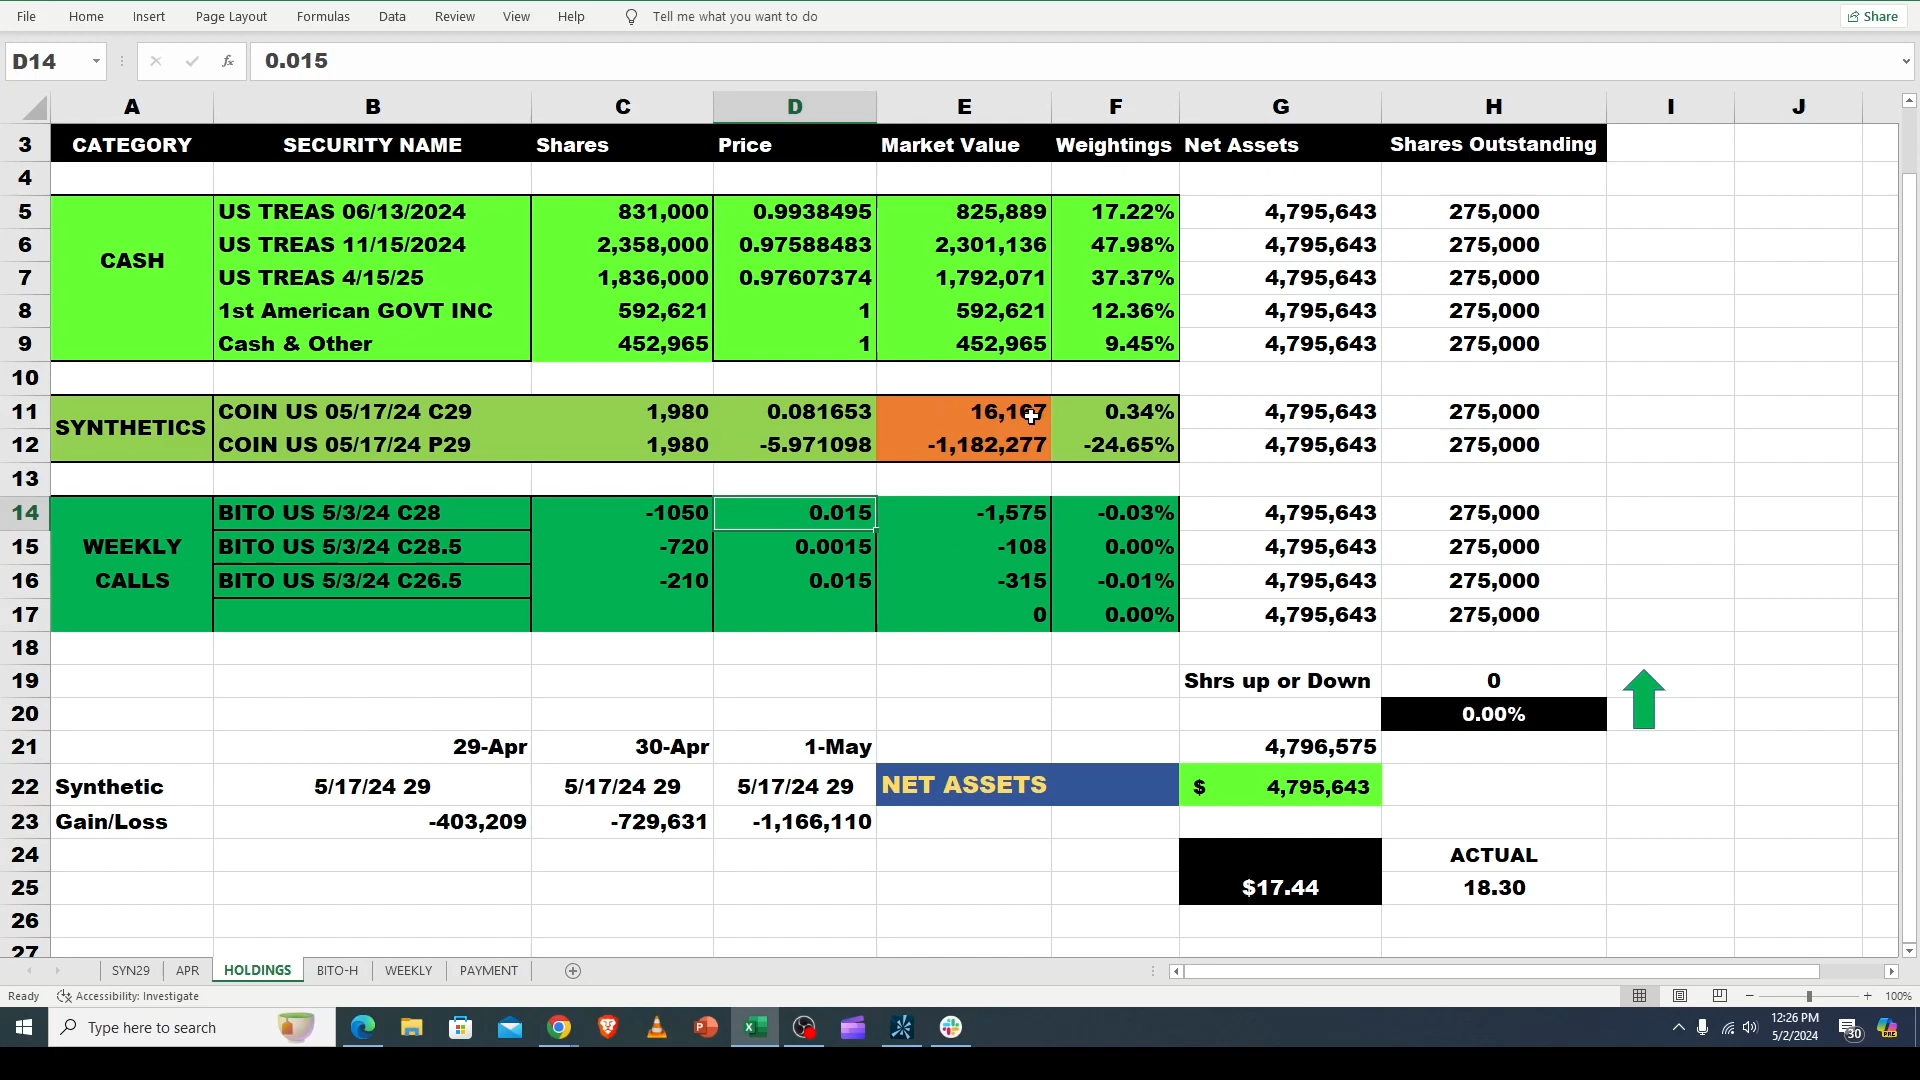 File Home Insert Page Layout Formulas Data Review View Help Tell me what you want to do Share
D14 fx 0.015
A B C D E F G H I J
3 CATEGORY SECURITY NAME Shares Price Market Value Weightings Net Assets Shares Outstanding
4
5 US TREAS 06/13/2024 831,000 0.9938495 825,889 17.22% 4,795,643 275,000
6 US TREAS 11/15/2024 2,358,000 0.97588483 2,301,136 47.98% 4,795,643 275,000
CASH
7 US TREAS 4/15/25 1,836,000 0.97607374 1,792,071 37.37% 4,795,643 275,000
8 1st American GOVT INC 592,621 1 592,621 12.36% 4,795,643 275,000
9 Cash & Other 452,965 1 452,965 9.45% 4,795,643 275,000
10
11 COIN US 05/17/24 C29 1,980 0.081653 16,167 0.34% 4,795,643 275,000
SYNTHETICS
12 COIN US 05/17/24 P29 1,980 -5.971098 -1,182,277 -24.65% 4,795,643 275,000
13
14 BITO US 5/3/24 C28 -1050 0.015 -1,575 -0.03% 4,795,643 275,000
15 WEEKLY BITO US 5/3/24 C28.5 -720 0.0015 -108 0.00% 4,795,643 275,000
16 CALLS BITO US 5/3/24 C26.5 -210 0.015 -315 -0.01% 4,795,643 275,000
17 0 0.00% 4,795,643 275,000
18
19 Shrs up or Down 0
20 0.00%
21 29-Apr 30-Apr 1-May 4,796,575
22 Synthetic 5/17/24 29 5/17/24 29 5/17/24 29 NET ASSETS $ 4,795,643
23 Gain/Loss -403,209 -729,631 -1,166,110
24 ACTUAL
25 $17.44 18.30
26
27
SYN29 APR HOLDINGS BITO-H WEEKLY PAYMENT
Ready Accessibility: Investigate 100%
Type here to search 12:26 PM
5/2/2024 30